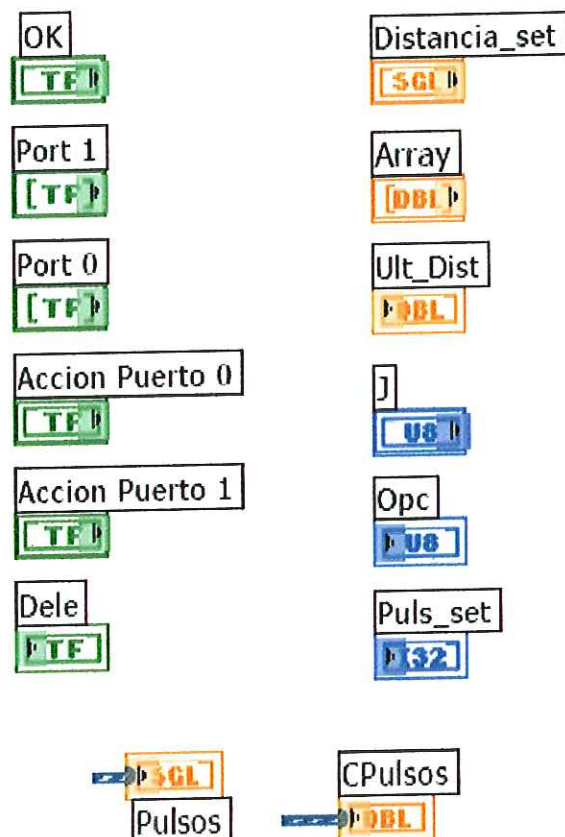 OK
TF
Port 1
[TF]
Port 0
[TF]
Accion Puerto 0
TF
Accion Puerto 1
TF
Dele
TF
Distancia_set
SGL
Array
[DBL]
Ult_Dist
DBL
J
U8
Opc
U8
Puls_set
I32
SGL
Pulsos
CPulsos
DBL